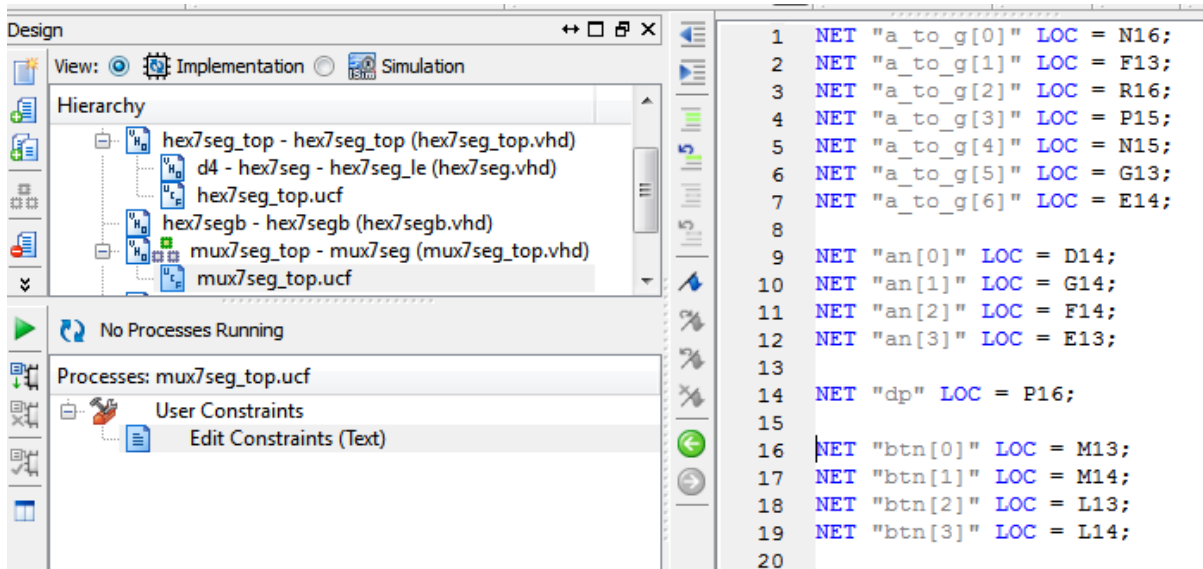 Design
View: Implementation Simulation
Hierarchy
hex7seg_top - hex7seg_top (hex7seg_top.vhd)
d4 - hex7seg - hex7seg_le (hex7seg.vhd)
hex7seg_top.ucf
hex7segb - hex7segb (hex7segb.vhd)
mux7seg_top - mux7seg (mux7seg_top.vhd)
mux7seg_top.ucf
No Processes Running
Processes: mux7seg_top.ucf
User Constraints
Edit Constraints (Text)
1 NET "a_to_g[0]" LOC = N16;
2 NET "a_to_g[1]" LOC = F13;
3 NET "a_to_g[2]" LOC = R16;
4 NET "a_to_g[3]" LOC = P15;
5 NET "a_to_g[4]" LOC = N15;
6 NET "a_to_g[5]" LOC = G13;
7 NET "a_to_g[6]" LOC = E14;
8
9 NET "an[0]" LOC = D14;
10 NET "an[1]" LOC = G14;
11 NET "an[2]" LOC = F14;
12 NET "an[3]" LOC = E13;
13
14 NET "dp" LOC = P16;
15
16 NET "btn[0]" LOC = M13;
17 NET "btn[1]" LOC = M14;
18 NET "btn[2]" LOC = L13;
19 NET "btn[3]" LOC = L14;
20